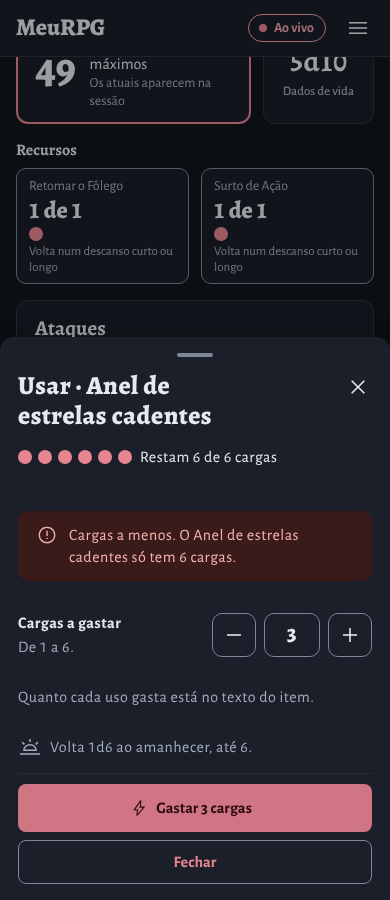 MeuRPG
Ao vivo
49
máximos
Os atuais aparecem na
sessão
5d10
Dados de vida
Recursos
Retomar o Fôlego
1 de 1
Volta num descanso curto ou
longo
Surto de Ação
1 de 1
Volta num descanso curto ou
longo
Ataques
Usar · Anel de
estrelas cadentes
Restam 6 de 6 cargas
Cargas a menos. O Anel de estrelas
cadentes só tem 6 cargas.
Cargas a gastar
De 1 a 6.
3
Quanto cada uso gasta está no texto do item.
Volta 1d6 ao amanhecer, até 6.
Gastar 3 cargas
Fechar